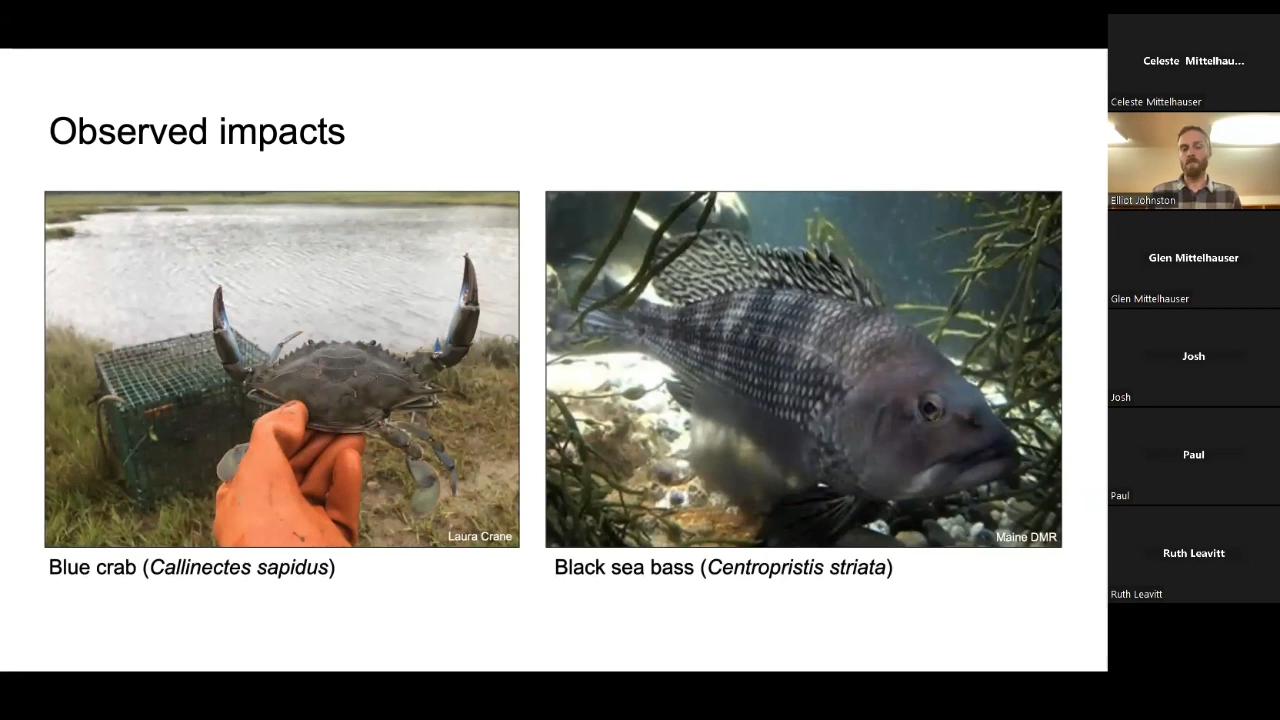 Observed impacts
Laura Crane
Maine DMR
Blue crab (Callinectes sapidus)
Black sea bass (Centropristis striata)
Celeste Mittelhau...
Celeste Mittelhauser
Elliot Johnston
Glen Mittelhauser
Glen Mittelhauser
Josh
Josh
Paul
Paul
Ruth Leavitt
Ruth Leavitt